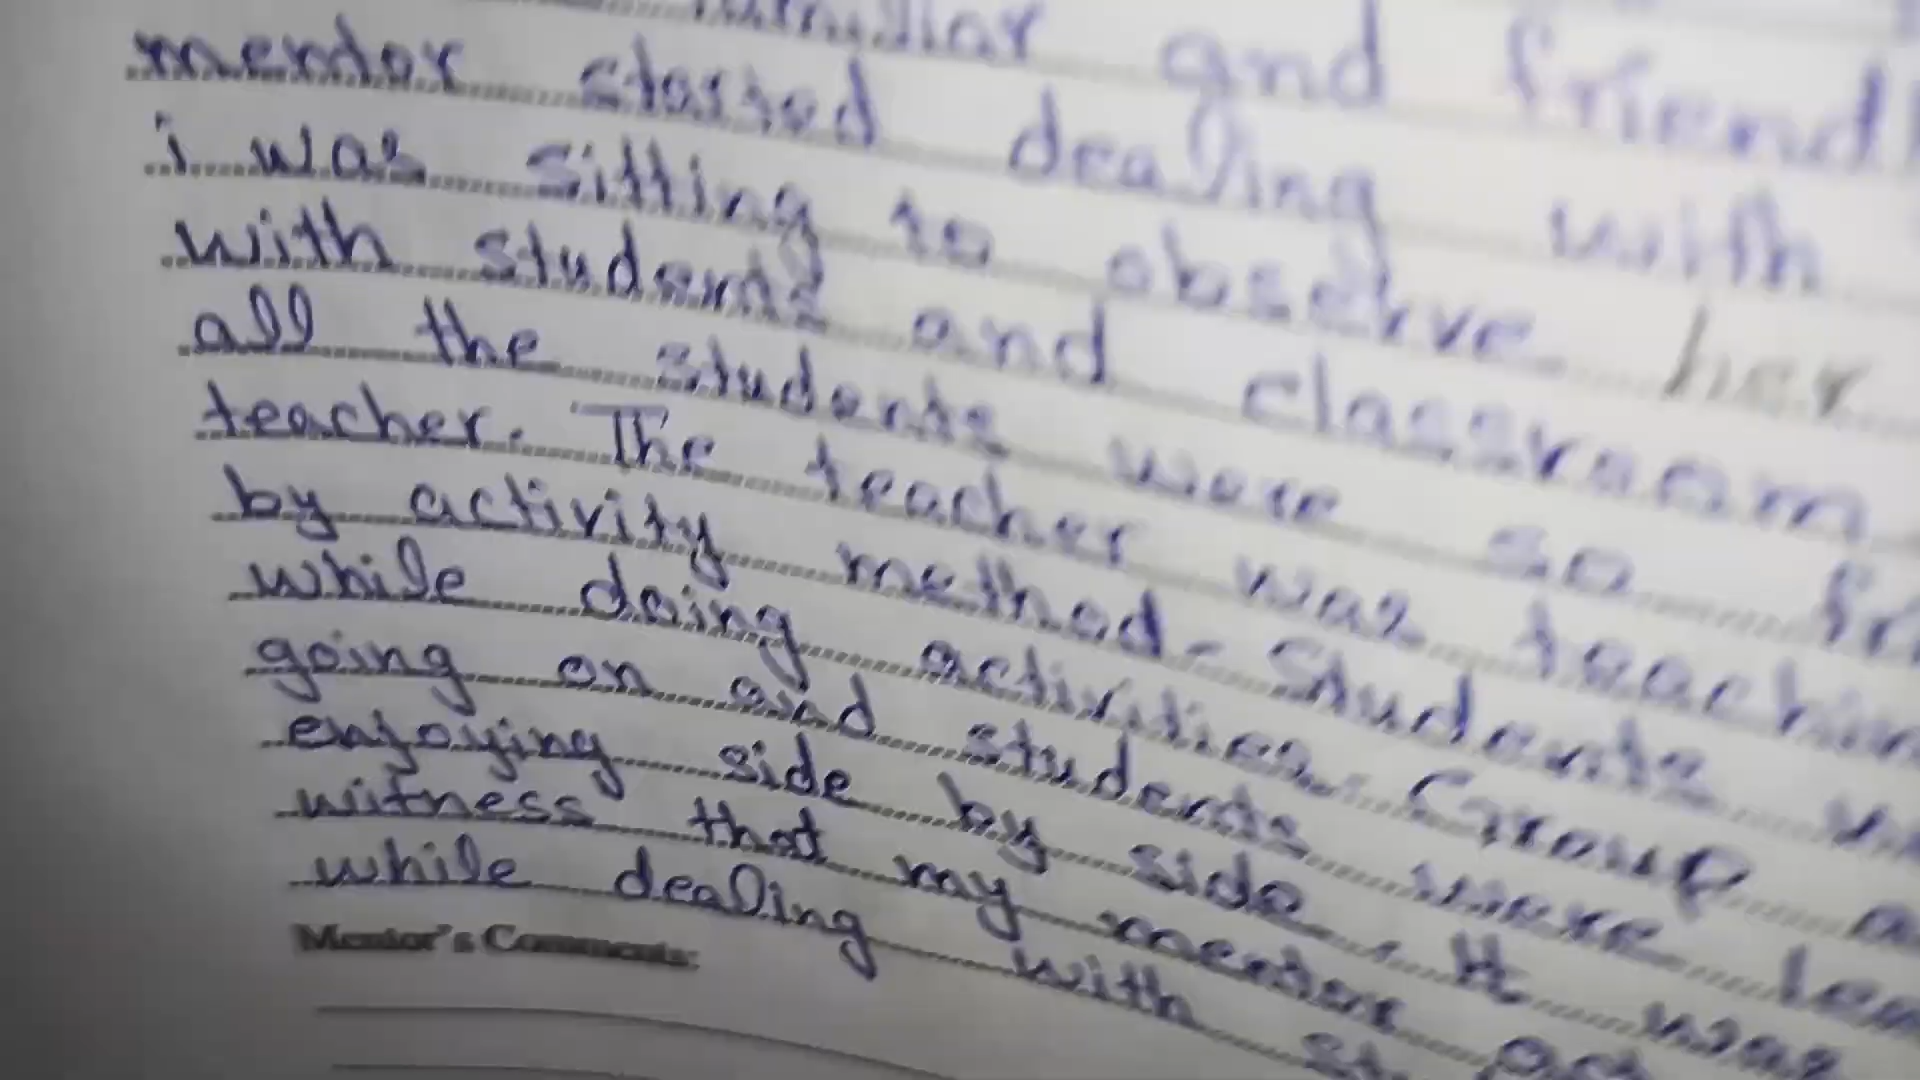 familiar and friendl
mentor started dealing with
i was sitting to observe her
with students and classroom
all the students were so
teacher. The teacher was teachin
by activity method. Students
while doing activities. Group
going on and students were
enjoying side by side. It was
witness that my mentor
while dealing with
Mentor's Comments: